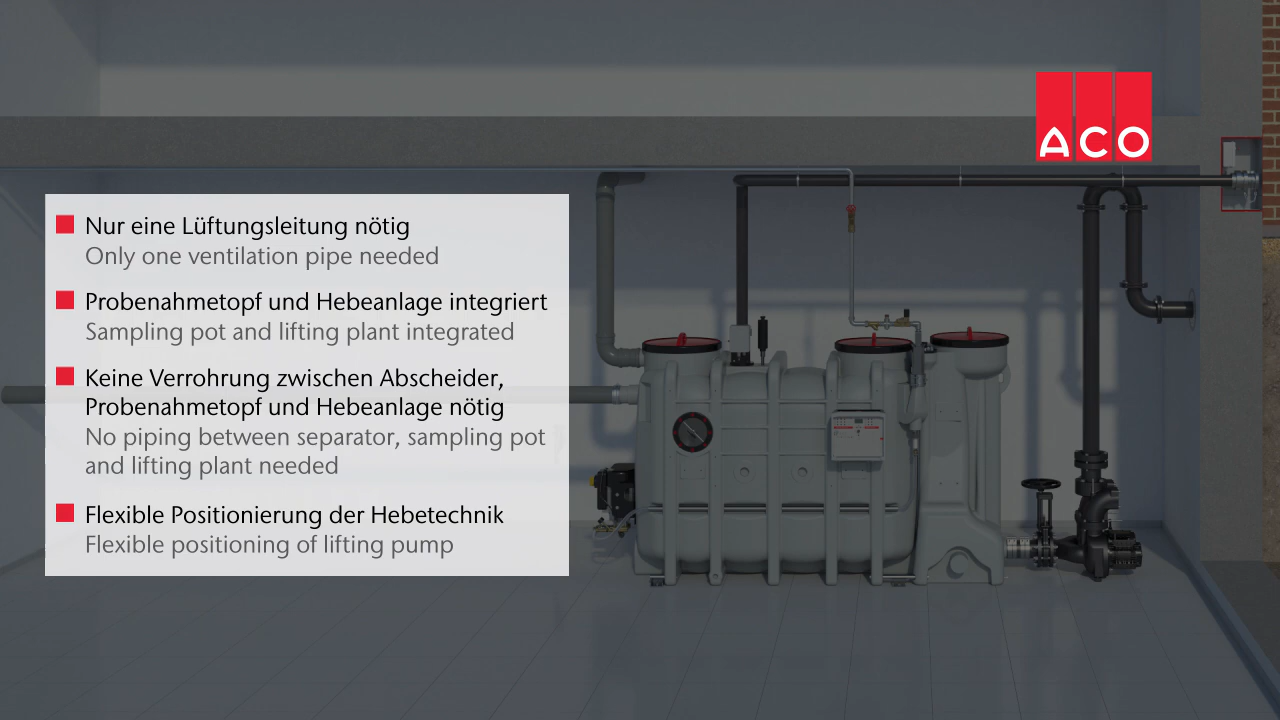 ACO
Nur eine Lüftungsleitung nötig
Only one ventilation pipe needed
Probenahmetopf und Hebeanlage integriert
Sampling pot and lifting plant integrated
Keine Verrohrung zwischen Abscheider,
Probenahmetopf und Hebeanlage nötig
No piping between separator, sampling pot
and lifting plant needed
Flexible Positionierung der Hebetechnik
Flexible positioning of lifting pump